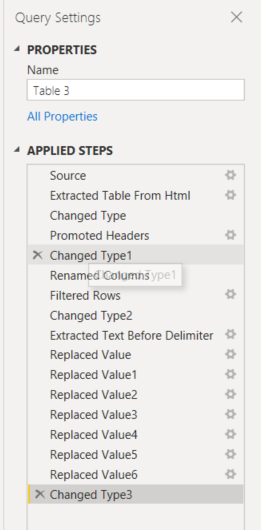 Query Settings
PROPERTIES
Name
Table 3
All Properties
APPLIED STEPS
Source
Extracted Table From Html
Changed Type
Promoted Headers
Changed Type1
Renamed Columns
Changed Type1
Filtered Rows
Changed Type2
Extracted Text Before Delimiter
Replaced Value
Replaced Value1
Replaced Value2
Replaced Value3
Replaced Value4
Replaced Value5
Replaced Value6
Changed Type3